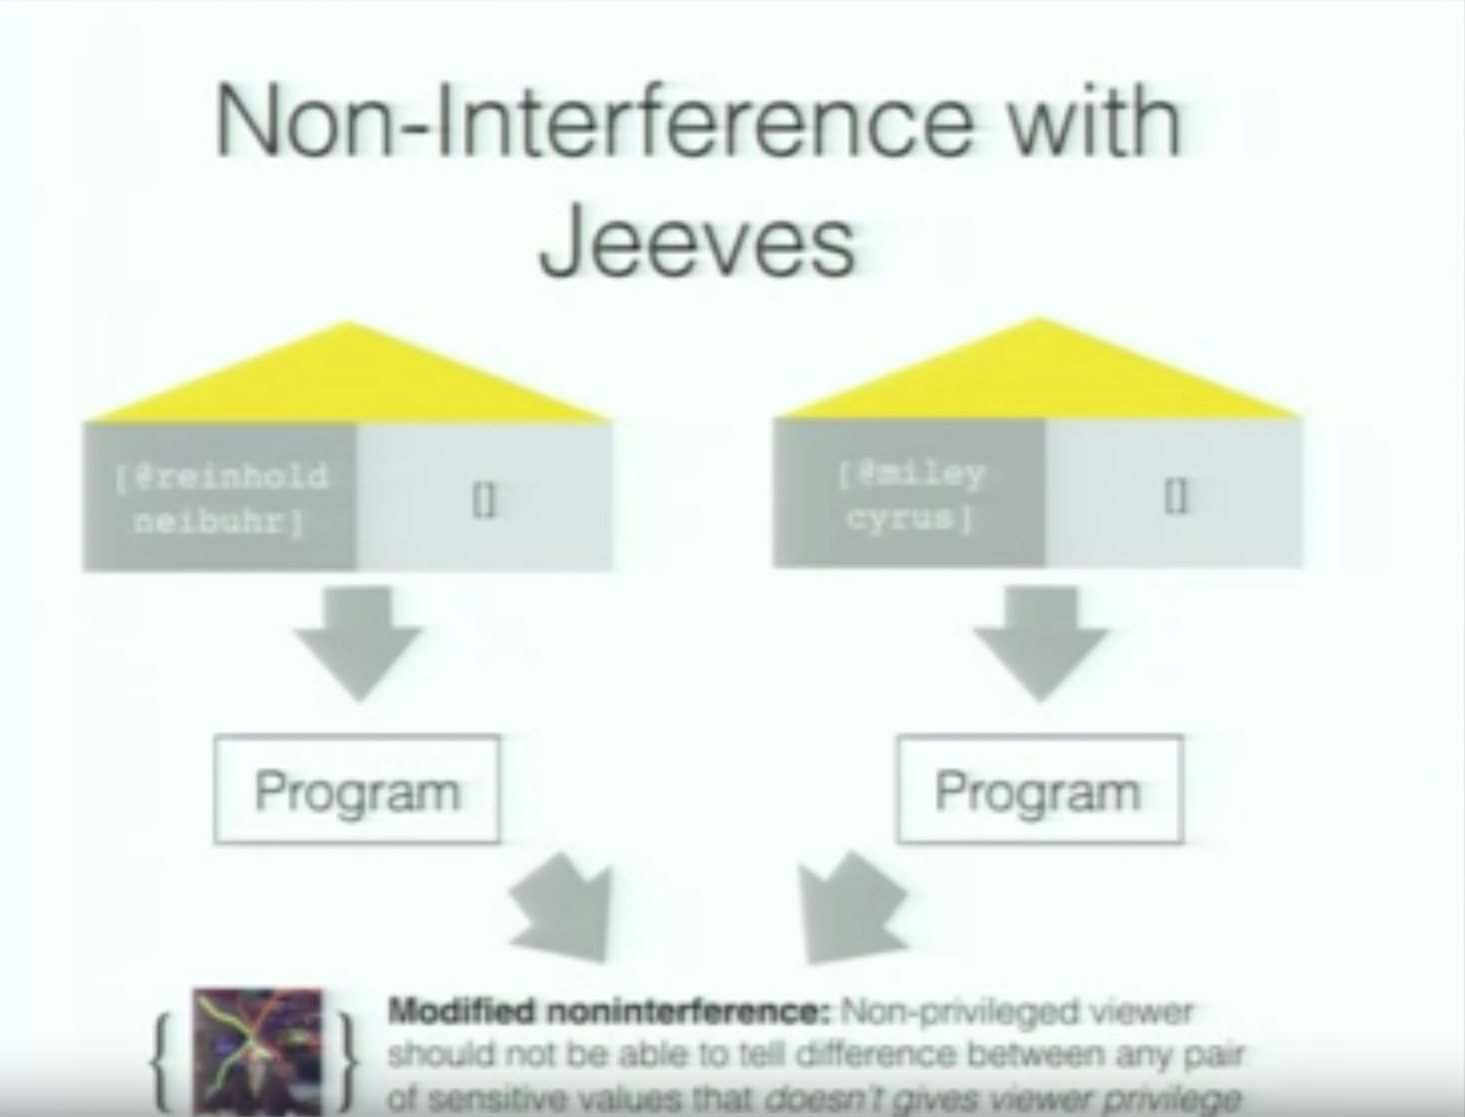 Non-Interference with
Jeeves
[@reinhold
neibuhr]
[]
[@miley
cyrus]
[]
Program
Program
{ }
Modified noninterference: Non-privileged viewer
should not be able to tell difference between any pair
of sensitive values that doesn't gives viewer privilege